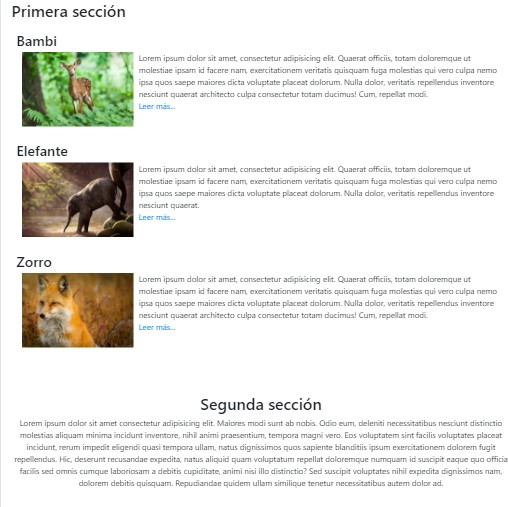 Primera sección
Bambi
Lorem ipsum dolor sit amet, consectetur adipisicing elit. Quaerat officiis, totam doloremque ut
molestiae ipsam id facere nam, exercitationem veritatis quisquam fuga molestias qui vero culpa nemo
ipsa quos saepe maiores dicta voluptate placeat dolorum. Nulla dolor, veritatis repellendus inventore
nesciunt quaerat architecto culpa consectetur totam ducimus! Cum, repellat modi.
Leer más...
Elefante
Lorem ipsum dolor sit amet, consectetur adipisicing elit. Quaerat officiis, totam doloremque ut
molestiae ipsam id facere nam, exercitationem veritatis quisquam fuga molestias qui vero culpa nemo
ipsa quos saepe maiores dicta voluptate placeat dolorum. Nulla dolor, veritatis repellendus inventore
nesciunt quaerat.
Leer más...
Zorro
Lorem ipsum dolor sit amet, consectetur adipisicing elit. Quaerat officiis, totam doloremque ut
molestiae ipsam id facere nam, exercitationem veritatis quisquam fuga molestias qui vero culpa nemo
ipsa quos saepe maiores dicta voluptate placeat dolorum. Nulla dolor, veritatis repellendus inventore
nesciunt quaerat architecto culpa consectetur totam ducimus! Cum, repellat modi.
Leer más...
Segunda sección
Lorem ipsum dolor sit amet consectetur adipisicing elit. Maiores modi sunt ab nobis. Odio eum, deleniti necessitatibus nesciunt distinctio
molestias aliquam minima incidunt inventore, nihil animi praesentium, tempora magni vero. Eos voluptatem sint facilis voluptates placeat
incidunt, rerum impedit eligendi quasi tempora ullam, natus dignissimos quos sapiente blanditiis ipsum exercitationem dolorem fugit
repellendus. Hic, deserunt recusandae expedita, natus aliquid quam voluptatum repellat doloremque numquam id suscipit eaque quo officia
facilis sed omnis cumque laboriosam a debitis cupiditate, animi nisi illo distinctio? Sed suscipit voluptates nihil expedita dignissimos nam,
dolorem debitis quisquam. Repudiandae quidem ullam similique tenetur necessitatibus autem dolor ad.